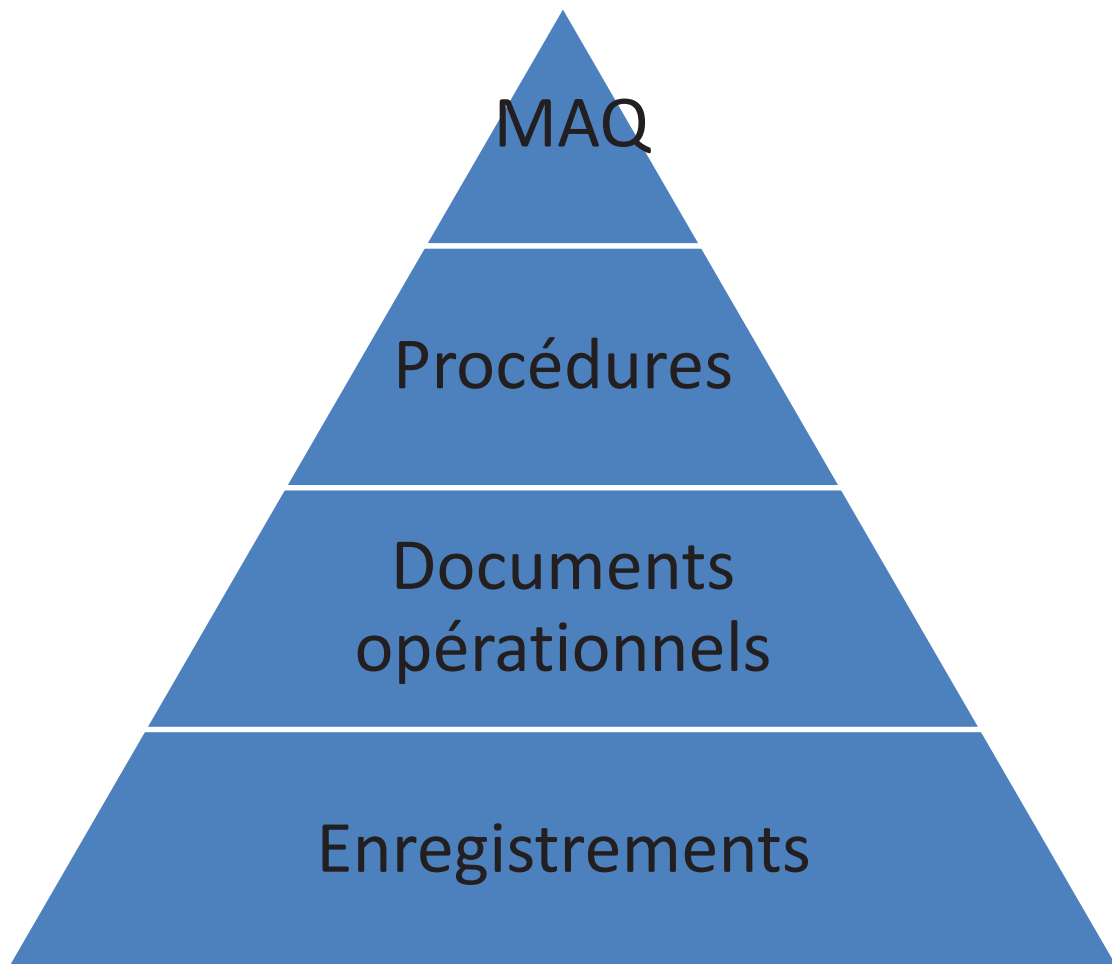 MAQ
Procédures
Documents
opérationnels
Enregistrements